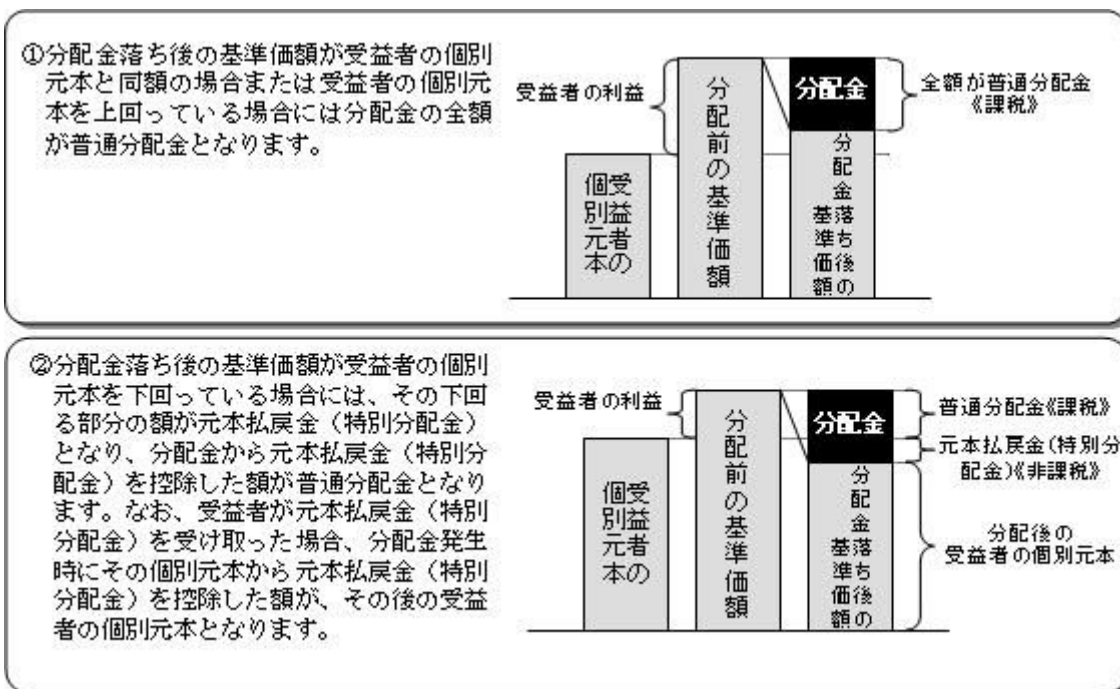 ①分配金落ち後の基準価額が受益者の個別
元本と同額の場合または受益者の個別元
本を上回っている場合には分配金の全額
が普通分配金となります。
受益者の利益
受益者の
個別元本
分配前の基準価額
分配金
分配金落ち後の
基準価額
全額が普通分配金
《課税》
②分配金落ち後の基準価額が受益者の個別
元本を下回っている場合には、その下回
る部分の額が元本払戻金（特別分配金）
となり、分配金から元本払戻金（特別分
配金）を控除した額が普通分配金となり
ます。なお、受益者が元本払戻金（特別
分配金）を受け取った場合、分配金発生
時にその個別元本から元本払戻金（特別
分配金）を控除した額が、その後の受益
者の個別元本となります。
受益者の利益
受益者の
個別元本
分配前の基準価額
分配金
分配金落ち後の
基準価額
普通分配金《課税》
元本払戻金(特別分
配金)《非課税》
分配後の
受益者の個別元本